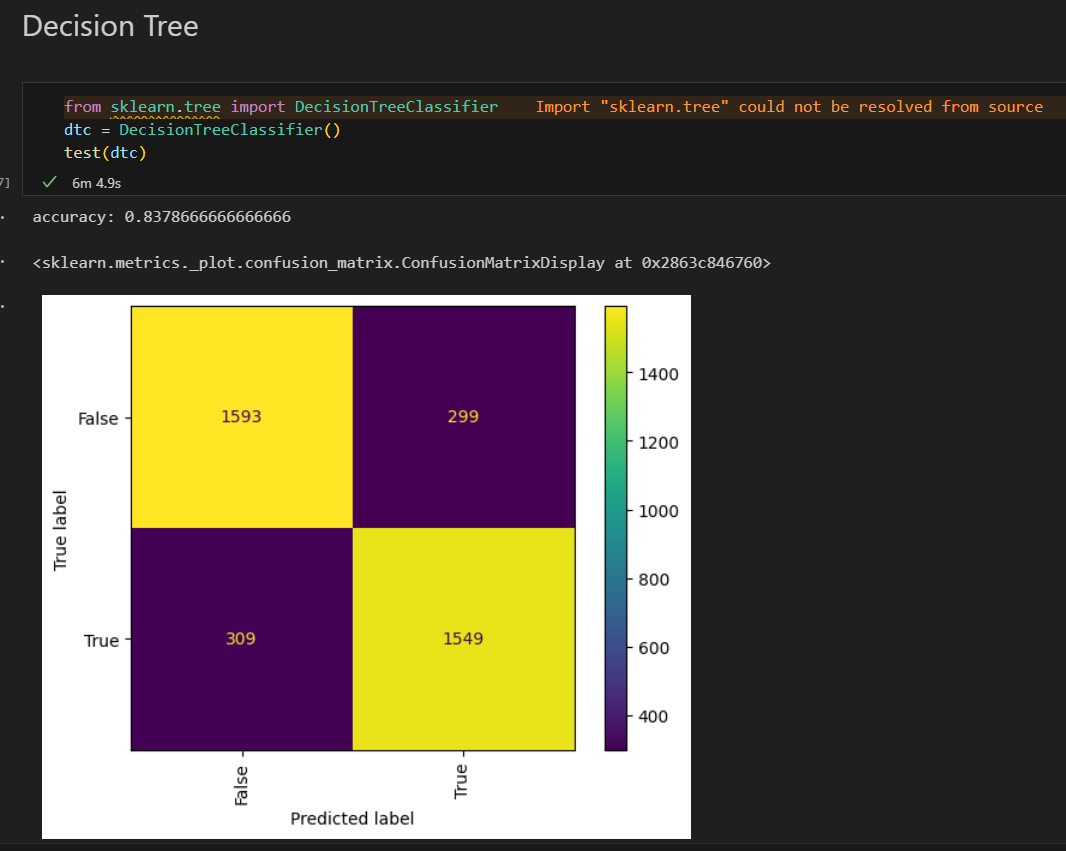 Decision Tree
from sklearn.tree import DecisionTreeClassifier Import "sklearn.tree" could not be resolved from source
dtc = DecisionTreeClassifier()
test(dtc)
7] 6m 4.9s
accuracy: 0.8378666666666666
<sklearn.metrics._plot.confusion_matrix.ConfusionMatrixDisplay at 0x2863c846760>
True label
False
1593
299
True
309
1549
False
True
Predicted label
1400
1200
1000
800
600
400